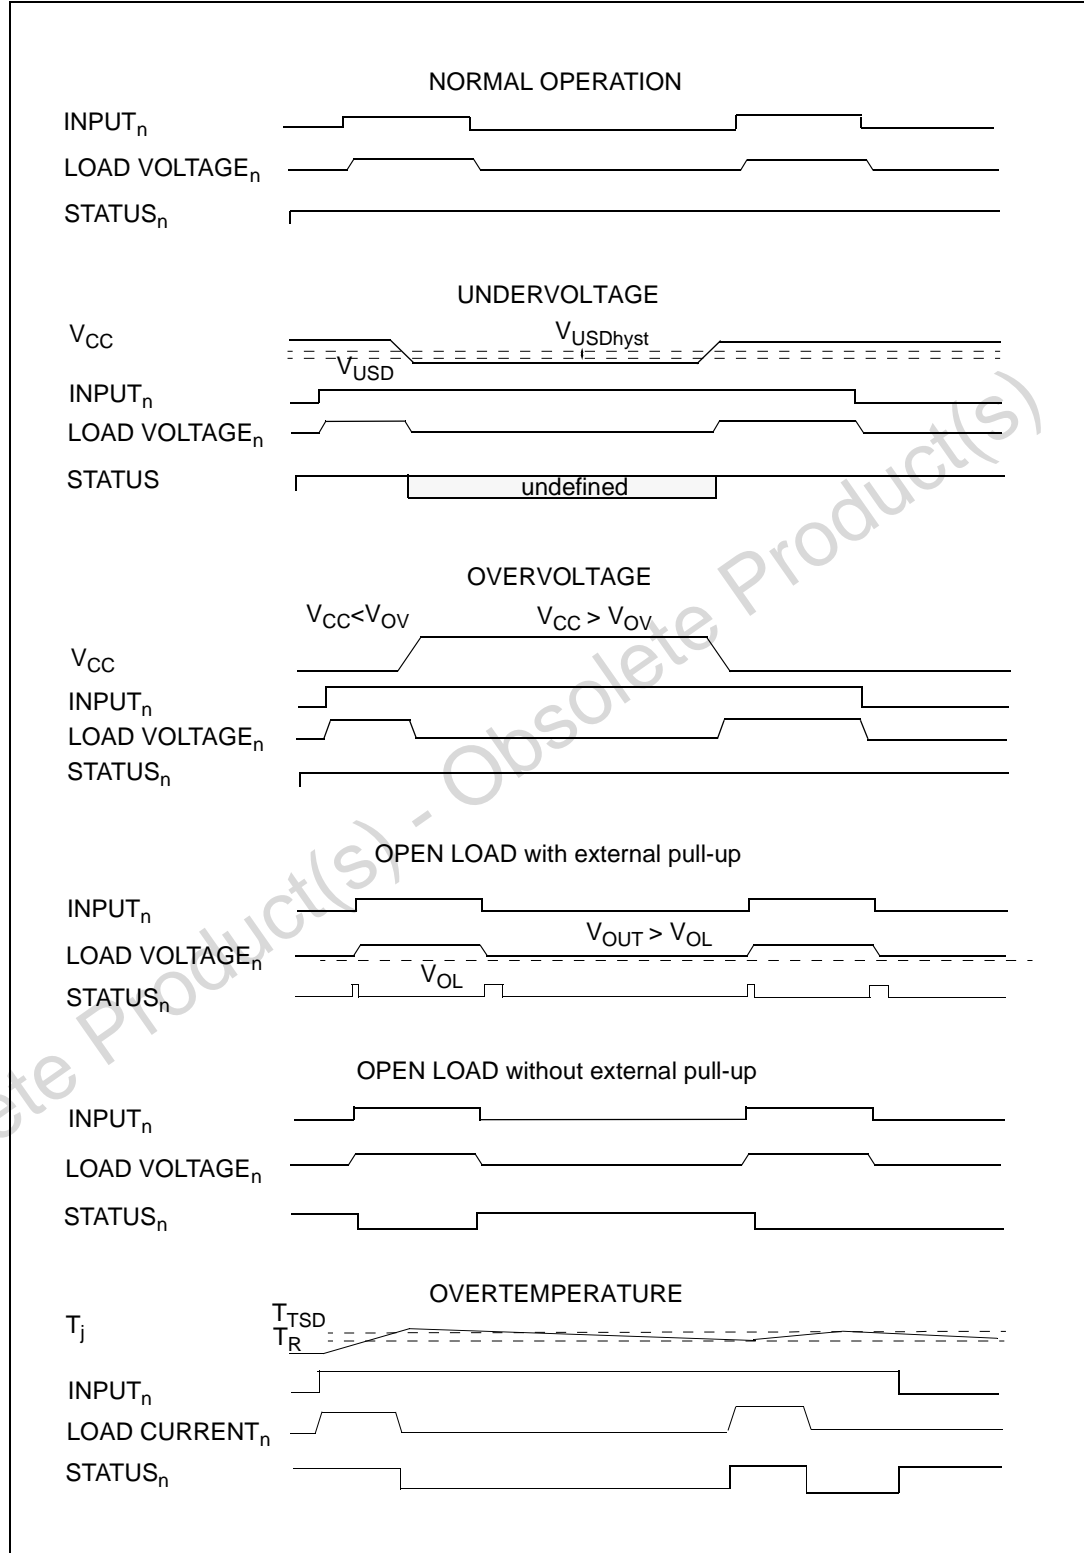 NORMAL OPERATION
INPUTn
LOAD VOLTAGEn
STATUSn
UNDERVOLTAGE
VCC
VUSDhyst
VUSD
INPUTn
LOAD VOLTAGEn
STATUS
undefined
OVERVOLTAGE
VCC<VOV
VCC > VOV
VCC
INPUTn
LOAD VOLTAGEn
STATUSn
OPEN LOAD with external pull-up
INPUTn
VOUT > VOL
LOAD VOLTAGEn
VOL
STATUSn
OPEN LOAD without external pull-up
INPUTn
LOAD VOLTAGEn
STATUSn
OVERTEMPERATURE
Tj
TTSD
TR
INPUTn
LOAD CURRENTn
STATUSn
ete Product(s) - Obsolete Product(s)